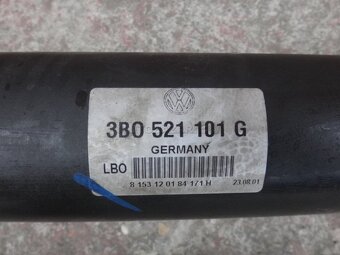 3B0 521 101 G
GERMANY
LBO
8 153 12 01 84 1/1 H 23.08.01